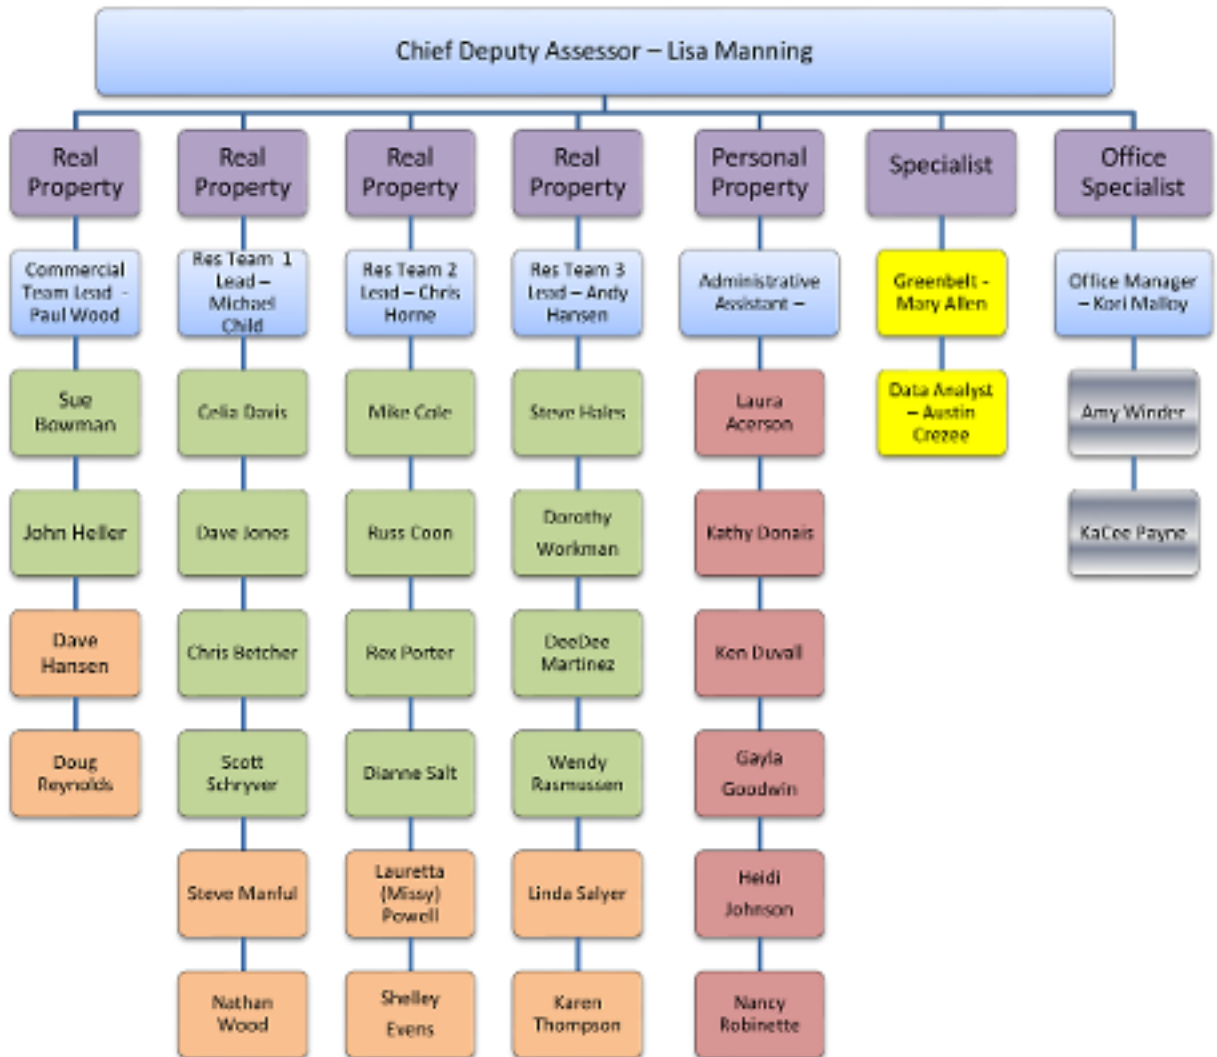 Chief Deputy Assessor – Lisa Manning
Real
Property
Commercial
Team Lead -
Paul Wood
Sue
Bowman
John Heller
Dave
Hansen
Doug
Reynolds
Real
Property
Res Team 1
Lead –
Michael
Child
Celia Davis
Dave Jones
Chris Betcher
Scott
Schryver
Steve Manful
Nathan
Wood
Real
Property
Res Team 2
Lead – Chris
Horne
Mike Cole
Russ Coon
Rex Porter
Dianne Salt
Lauretta
(Missy)
Powell
Shelley
Evens
Real
Property
Res Team 3
Lead – Andy
Hansen
Steve Hales
Dorothy
Workman
DeeDee
Martinez
Wendy
Rasmussen
Linda Salyer
Karen
Thompson
Personal
Property
Administrative
Assistant –
Laura
Acerson
Kathy Donais
Ken Duvall
Gayla
Goodwin
Heidi
Johnson
Nancy
Robinette
Specialist
Greenbelt -
Mary Allen
Data Analyst
– Austin
Crezee
Office
Specialist
Office Manager
– Kori Malloy
Amy Winder
KaCee Payne